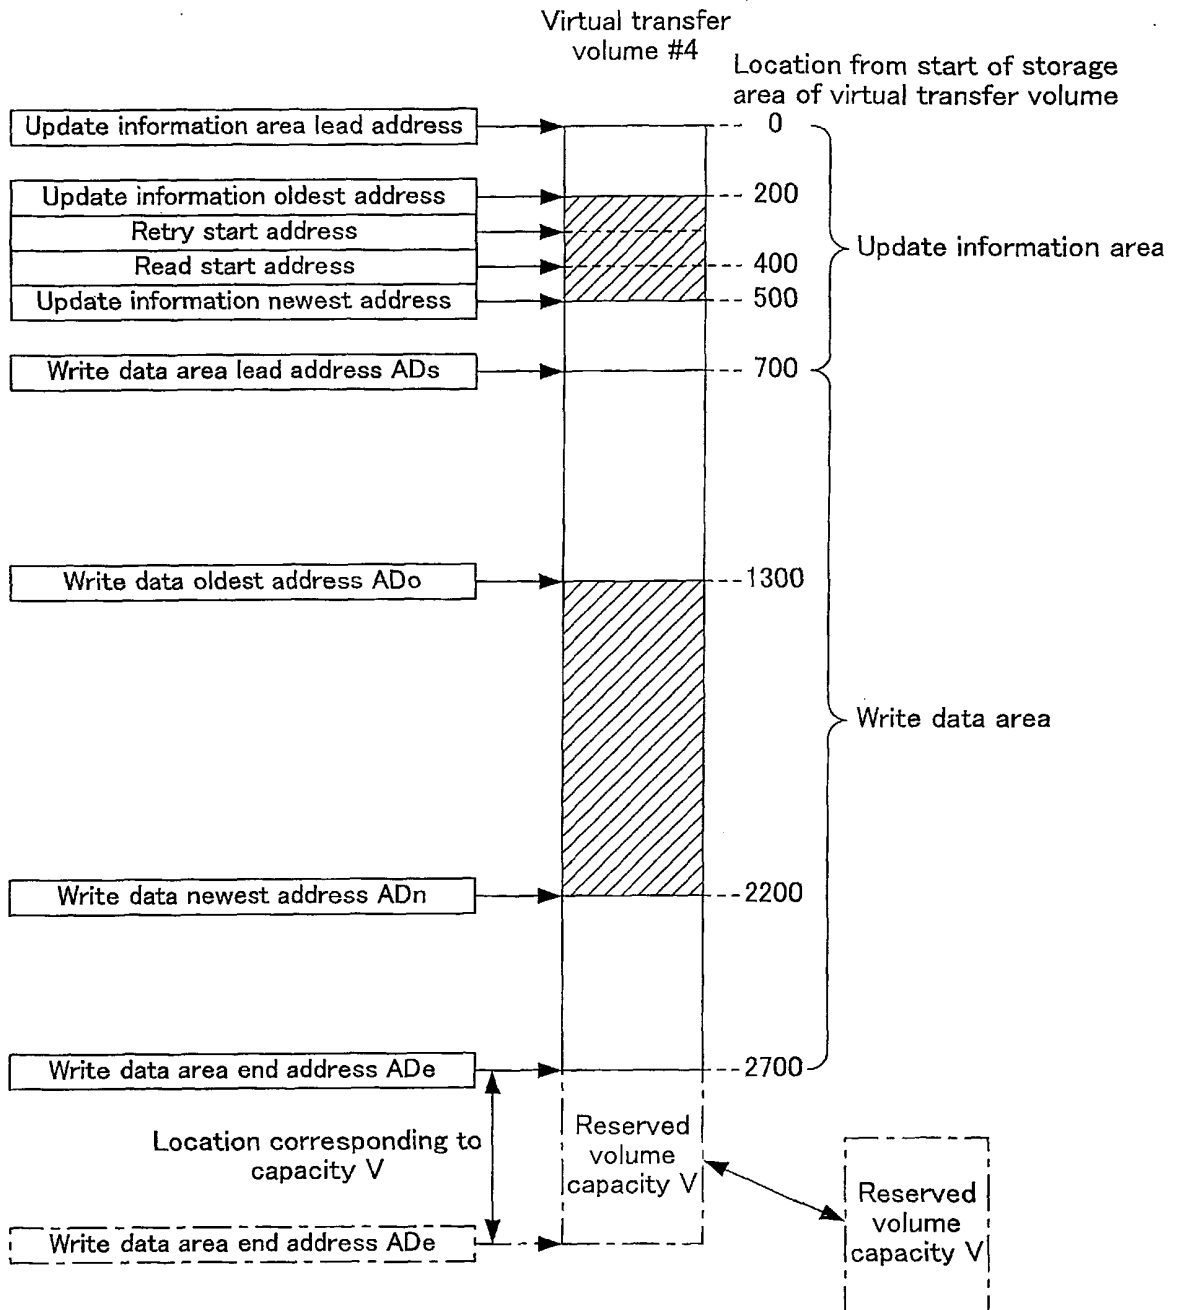 Virtual transfer
volume #4
Location from start of storage
area of virtual transfer volume
Update information area lead address
0
Update information oldest address
200
Retry start address
Update information area
Read start address
400
Update information newest address
500
Write data area lead address ADs
700
Write data oldest address ADo
1300
Write data area
Write data newest address ADn
2200
Write data area end address ADe
2700
Location corresponding to
capacity V
Reserved
volume
capacity V
Reserved
volume
capacity V
Write data area end address ADe